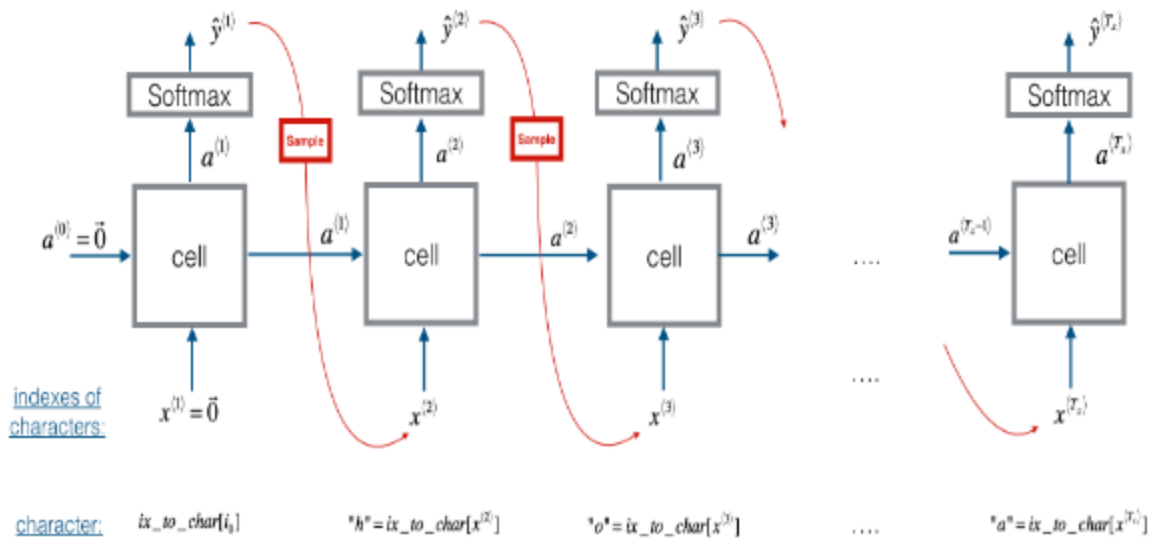 ŷ⟨1⟩ ŷ⟨2⟩ ŷ⟨3⟩ ŷ⟨Tₓ⟩
Softmax Softmax Softmax Softmax
Sample Sample
a⟨1⟩ a⟨2⟩ a⟨3⟩ a⟨Tₓ⟩
a⟨0⟩ = 0⃗ cell a⟨1⟩ cell a⟨2⟩ cell a⟨3⟩ .... a⟨Tₓ-1⟩ cell
....
indexes of
characters:
x⟨1⟩ = 0⃗ x⟨2⟩ x⟨3⟩ x⟨Tₓ⟩
character: ix_to_char[i₀] "h" = ix_to_char[x⟨2⟩] "o" = ix_to_char[x⟨3⟩] .... "a" = ix_to_char[x⟨Tₓ⟩]